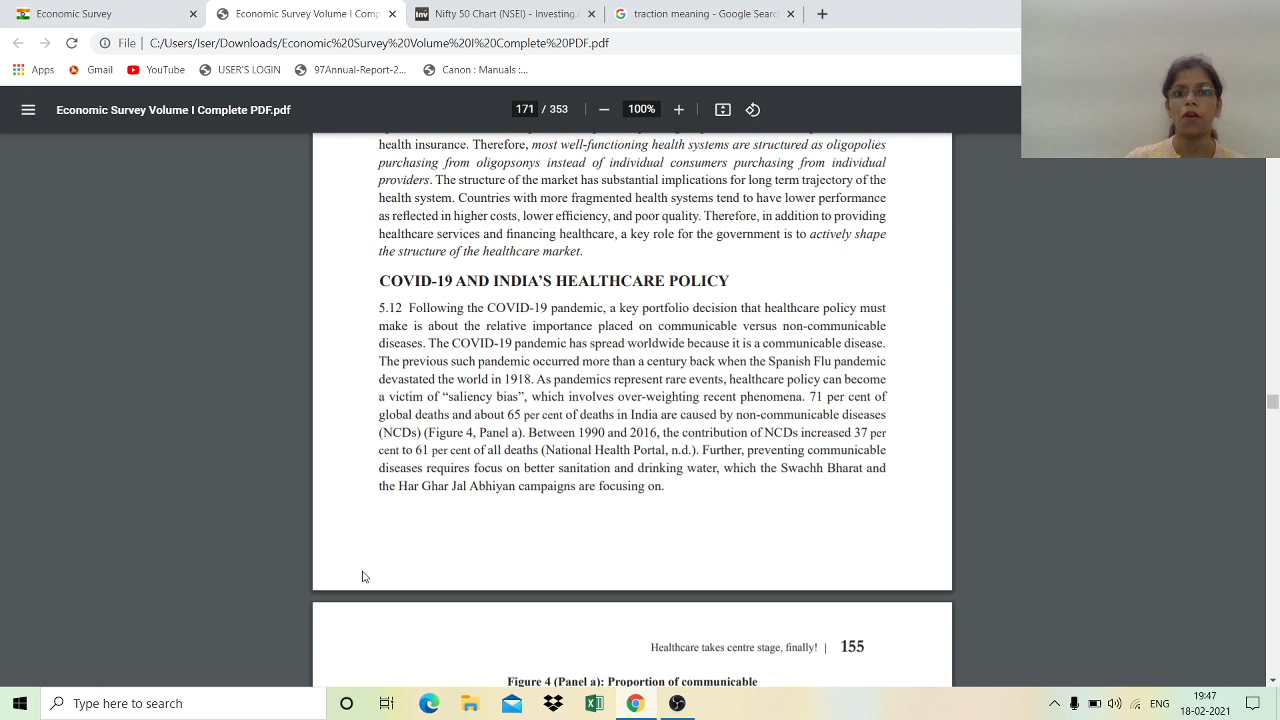 Economic Survey
Economic Survey Volume I Comp
Nifty 50 Chart (NSEI) - Investing.c
traction meaning - Google Search
File | C:/Users/Iser/Downloads/Economic%20Survey%20Volume%20I%20Complete%20PDF.pdf
Apps
Gmail
YouTube
USER'S LOGIN
97Annual-Report-2...
Canon : Manuals :...
Economic Survey Volume I Complete PDF.pdf
171 / 353
100%
health insurance. Therefore, most well-functioning health systems are structured as oligopolies
purchasing from oligopsonys instead of individual consumers purchasing from individual
providers. The structure of the market has substantial implications for long term trajectory of the
health system. Countries with more fragmented health systems tend to have lower performance
as reflected in higher costs, lower efficiency, and poor quality. Therefore, in addition to providing
healthcare services and financing healthcare, a key role for the government is to actively shape
the structure of the healthcare market.
COVID-19 AND INDIA'S HEALTHCARE POLICY
5.12 Following the COVID-19 pandemic, a key portfolio decision that healthcare policy must
make is about the relative importance placed on communicable versus non-communicable
diseases. The COVID-19 pandemic has spread worldwide because it is a communicable disease.
The previous such pandemic occurred more than a century back when the Spanish Flu pandemic
devastated the world in 1918. As pandemics represent rare events, healthcare policy can become
a victim of “saliency bias”, which involves over-weighting recent phenomena. 71 per cent of
global deaths and about 65 per cent of deaths in India are caused by non-communicable diseases
(NCDs) (Figure 4, Panel a). Between 1990 and 2016, the contribution of NCDs increased 37 per
cent to 61 per cent of all deaths (National Health Portal, n.d.). Further, preventing communicable
diseases requires focus on better sanitation and drinking water, which the Swachh Bharat and
the Har Ghar Jal Abhiyan campaigns are focusing on.
Healthcare takes centre stage, finally! | 155
Figure 4 (Panel a): Proportion of communicable
Type here to search
ENG
19:47
18-02-2021